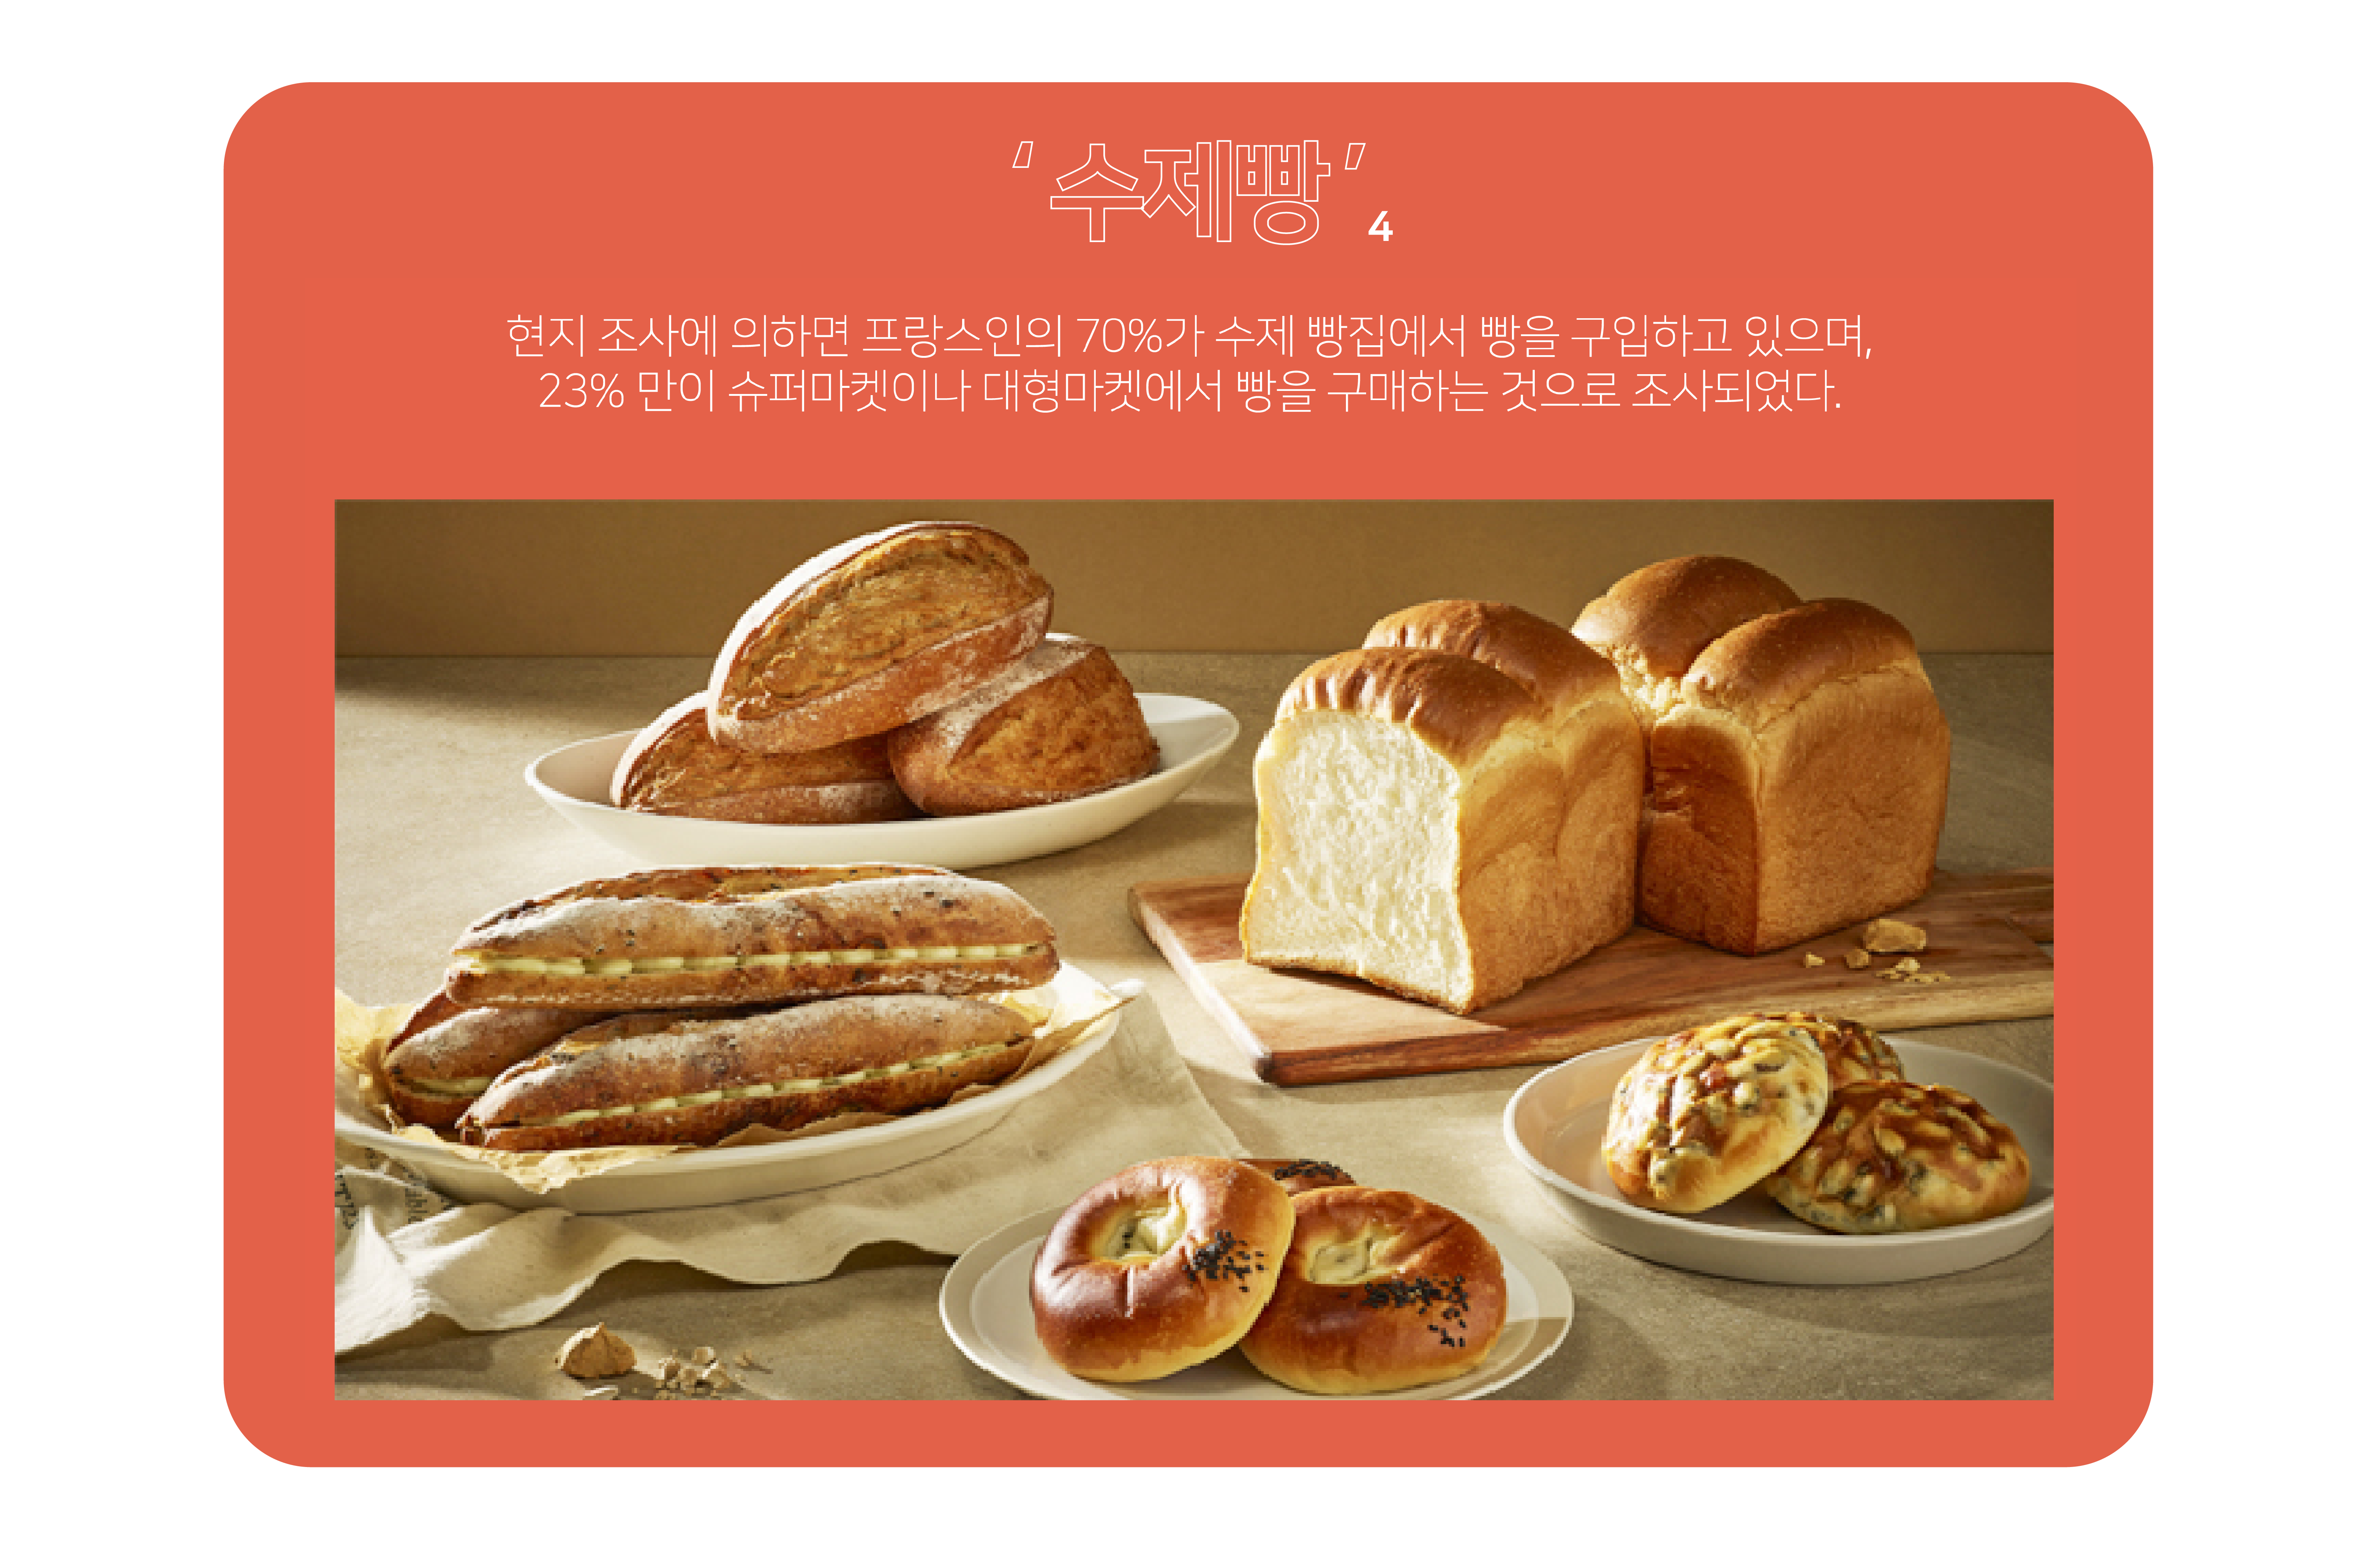 ‘수제빵’ 4
현지 조사에 의하면 프랑스인의 70%가 수제 빵집에서 빵을 구입하고 있으며,
23% 만이 슈퍼마켓이나 대형마켓에서 빵을 구매하는 것으로 조사되었다.